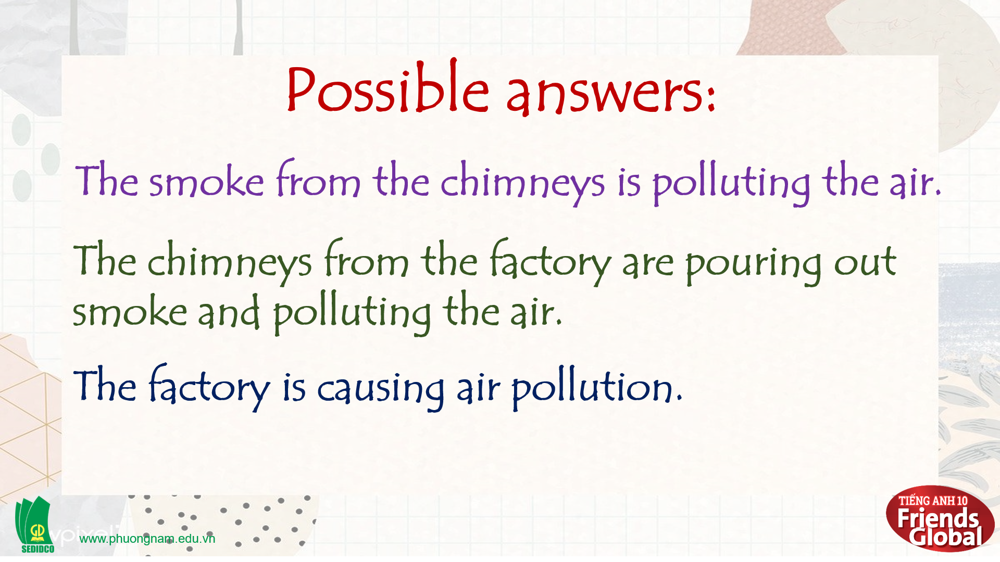 Possible answers:
The smoke from the chimneys is polluting the air.
The chimneys from the factory are pouring out
smoke and polluting the air.
The factory is causing air pollution.
GD
SEDIDCO
www.phuongnam.edu.vn
TIẾNG ANH 10
Friends
Global